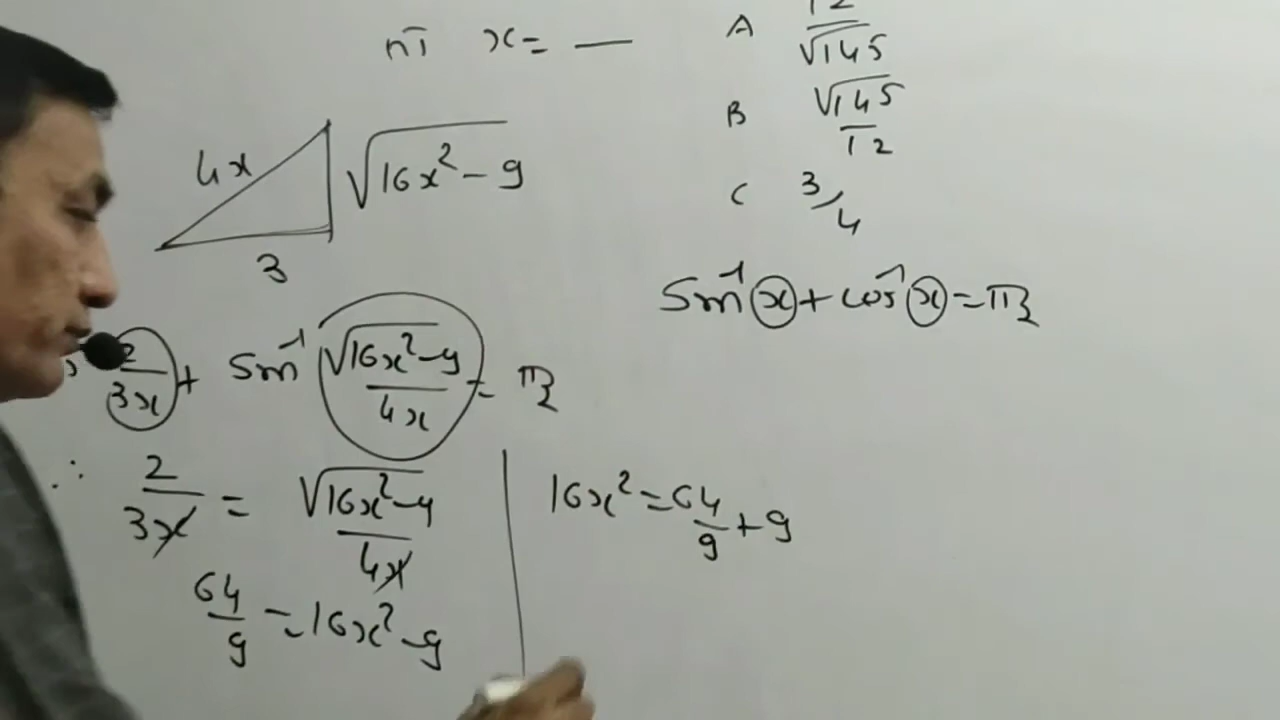 nī x = —
A 12/√145
B √145/12
C 3/4
4x √16x² - 9
3
sin⁻¹(x) + cos⁻¹(x) = π/2
2/3x + sin⁻¹ √16x²-9/4x = π/2
∴ 2/3x = √16x²-9/4x
16x² = 64/9 + 9
64/9 = 16x² - 9